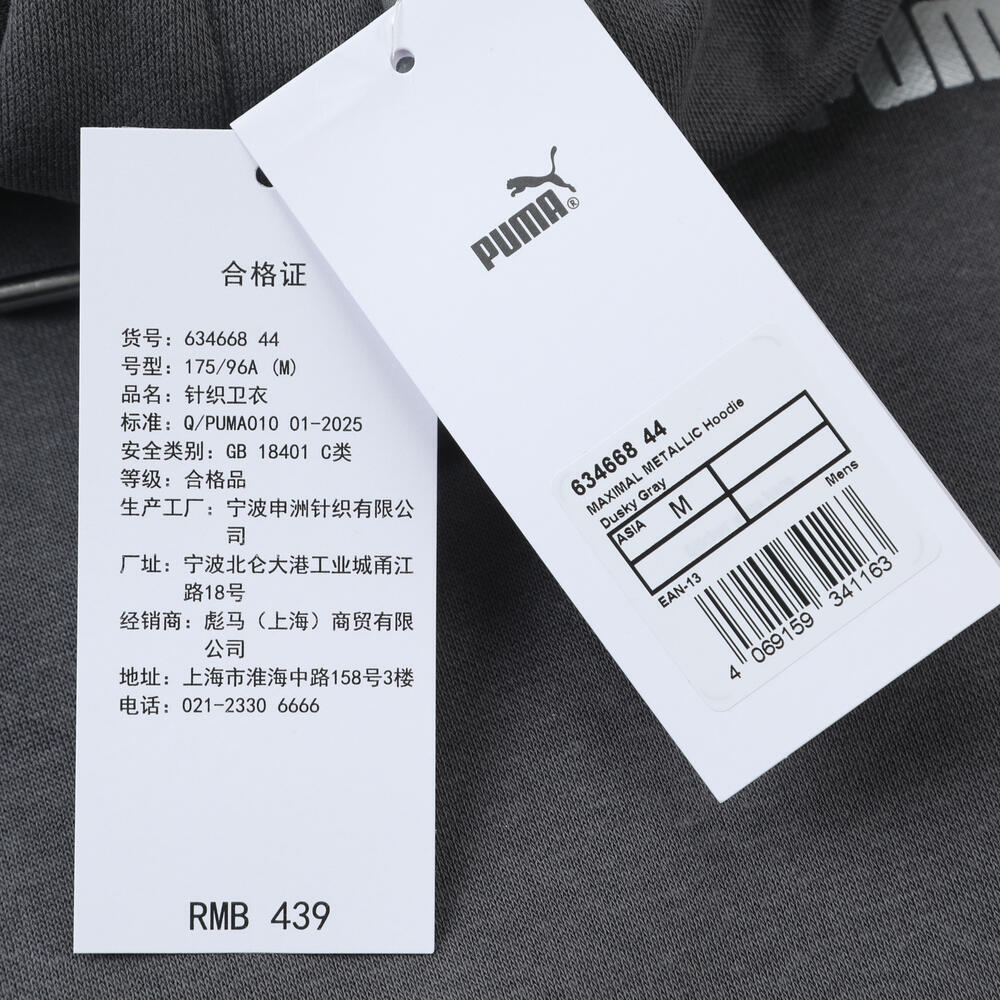 合格证
货号：634668 44
号型：175/96A (M)
品名：针织卫衣
标准：Q/PUMA010 01-2025
安全类别：GB 18401 C类
等级：合格品
生产工厂：宁波申洲针织有限公
司
厂址：宁波北仑大港工业城甬江
路18号
经销商：彪马（上海）商贸有限
公司
地址：上海市淮海中路158号3楼
电话：021-2330 6666
RMB 439
PUMA®
634668 44
MAXIMAL METALLIC Hoodie
Dusky Gray
ASIA M
Mens
EAN-13
4 069159 341163
UM